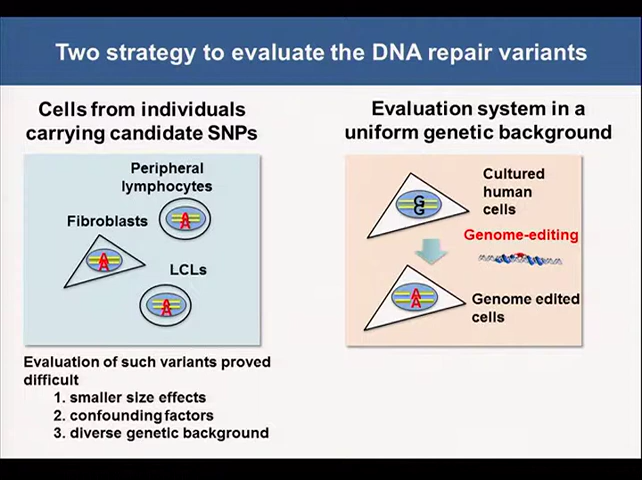 Two strategy to evaluate the DNA repair variants
Cells from individuals
carrying candidate SNPs
Peripheral
lymphocytes
A
A
Fibroblasts
A
A
LCLs
A
A
Evaluation of such variants proved
difficult
1. smaller size effects
2. confounding factors
3. diverse genetic background
Evaluation system in a
uniform genetic background
Cultured
human
cells
G
G
Genome-editing
A
A
Genome edited
cells